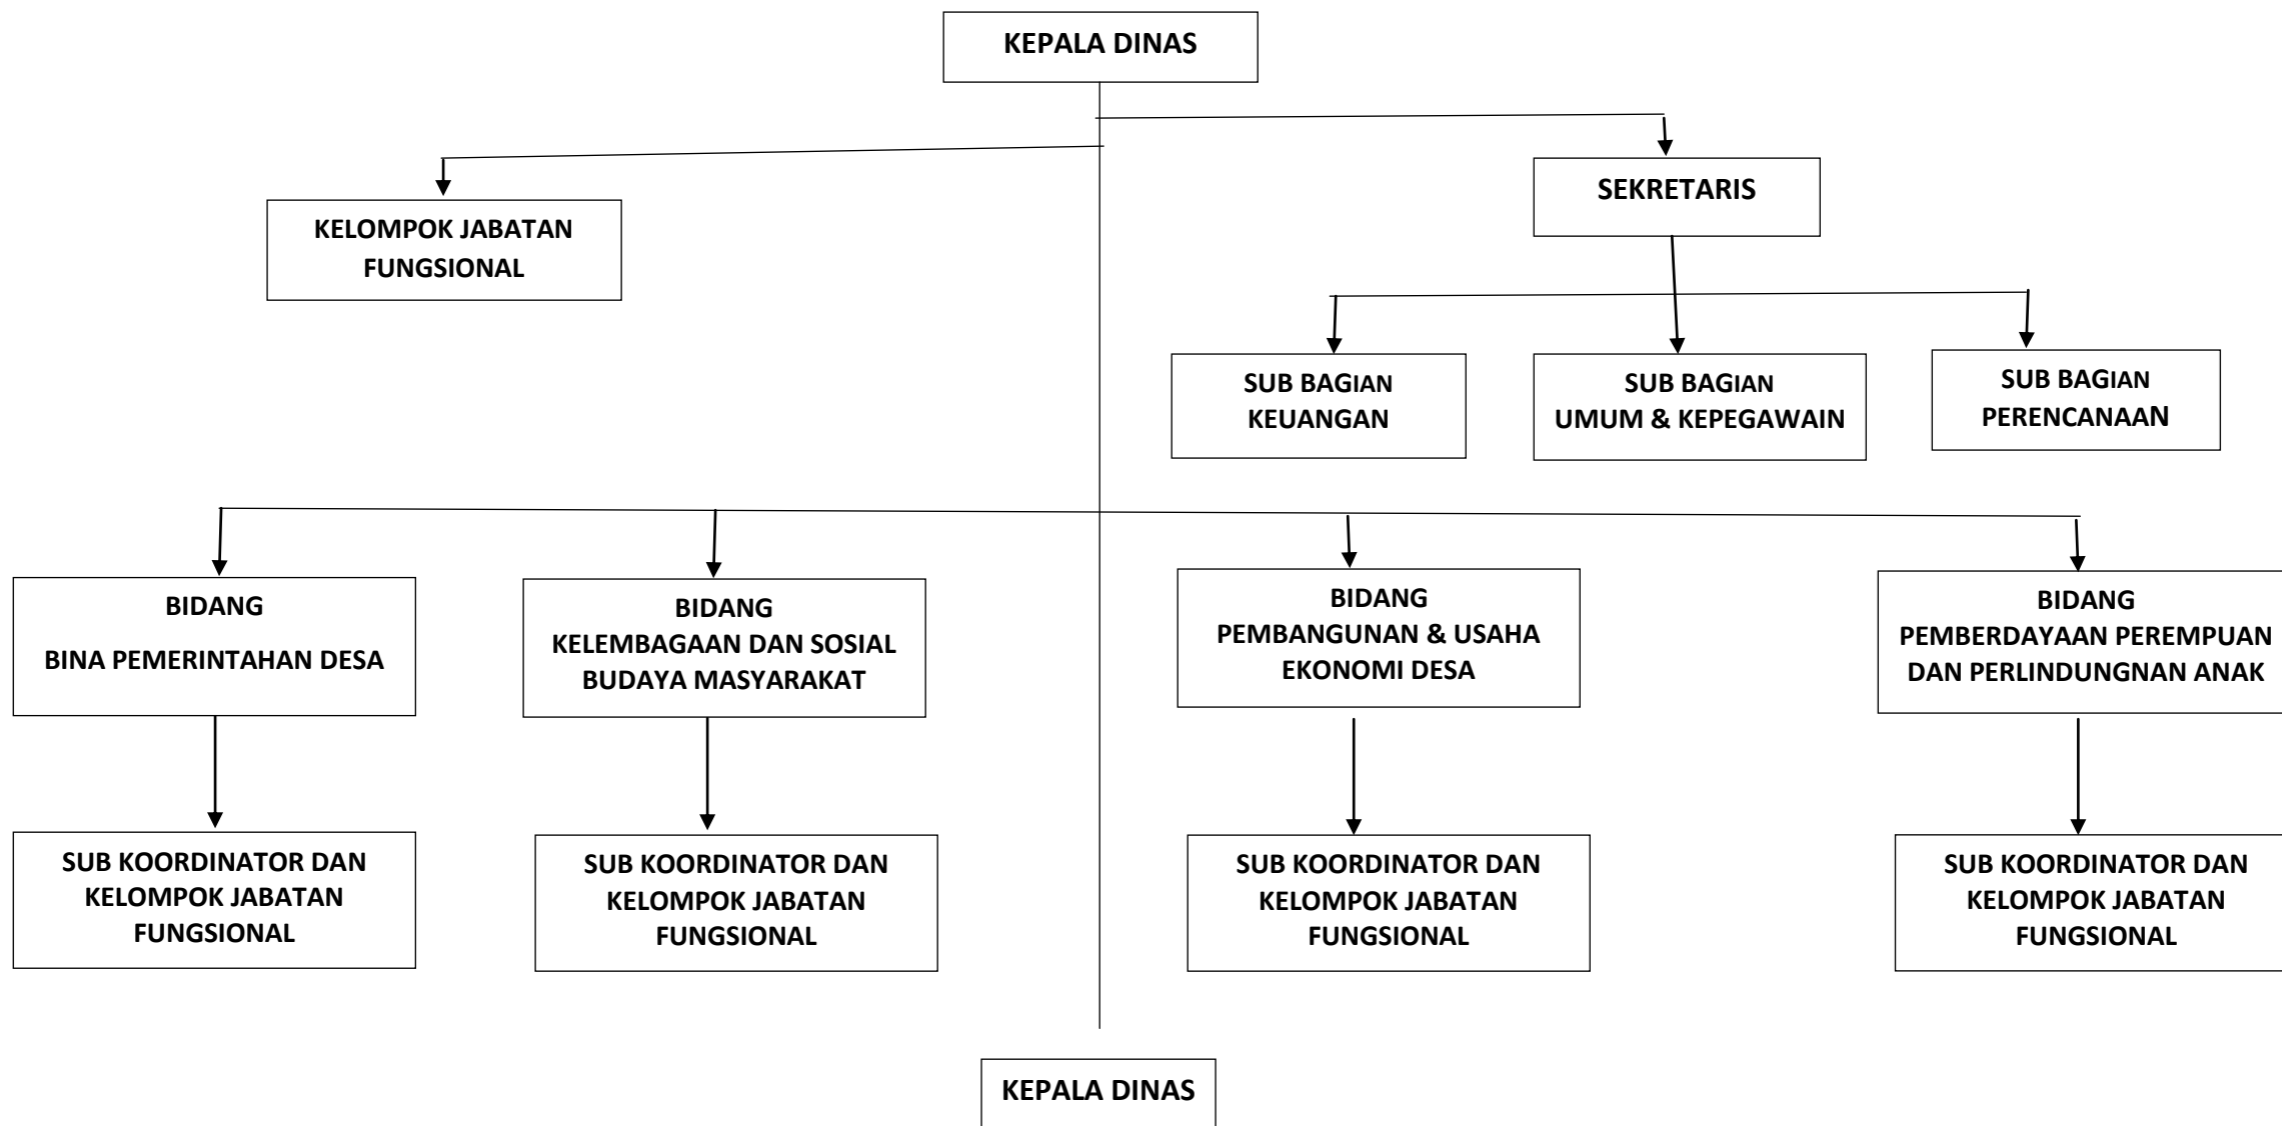 KEPALA DINAS
SEKRETARIS
KELOMPOK JABATAN
FUNGSIONAL
SUB BAGIAN
KEUANGAN
SUB BAGIAN
UMUM & KEPEGAWAIN
SUB BAGIAN
PERENCANAAN
BIDANG
BINA PEMERINTAHAN DESA
BIDANG
KELEMBAGAAN DAN SOSIAL
BUDAYA MASYARAKAT
BIDANG
PEMBANGUNAN & USAHA
EKONOMI DESA
BIDANG
PEMBERDAYAAN PEREMPUAN
DAN PERLINDUNGNAN ANAK
SUB KOORDINATOR DAN
KELOMPOK JABATAN
FUNGSIONAL
SUB KOORDINATOR DAN
KELOMPOK JABATAN
FUNGSIONAL
SUB KOORDINATOR DAN
KELOMPOK JABATAN
FUNGSIONAL
SUB KOORDINATOR DAN
KELOMPOK JABATAN
FUNGSIONAL
KEPALA DINAS